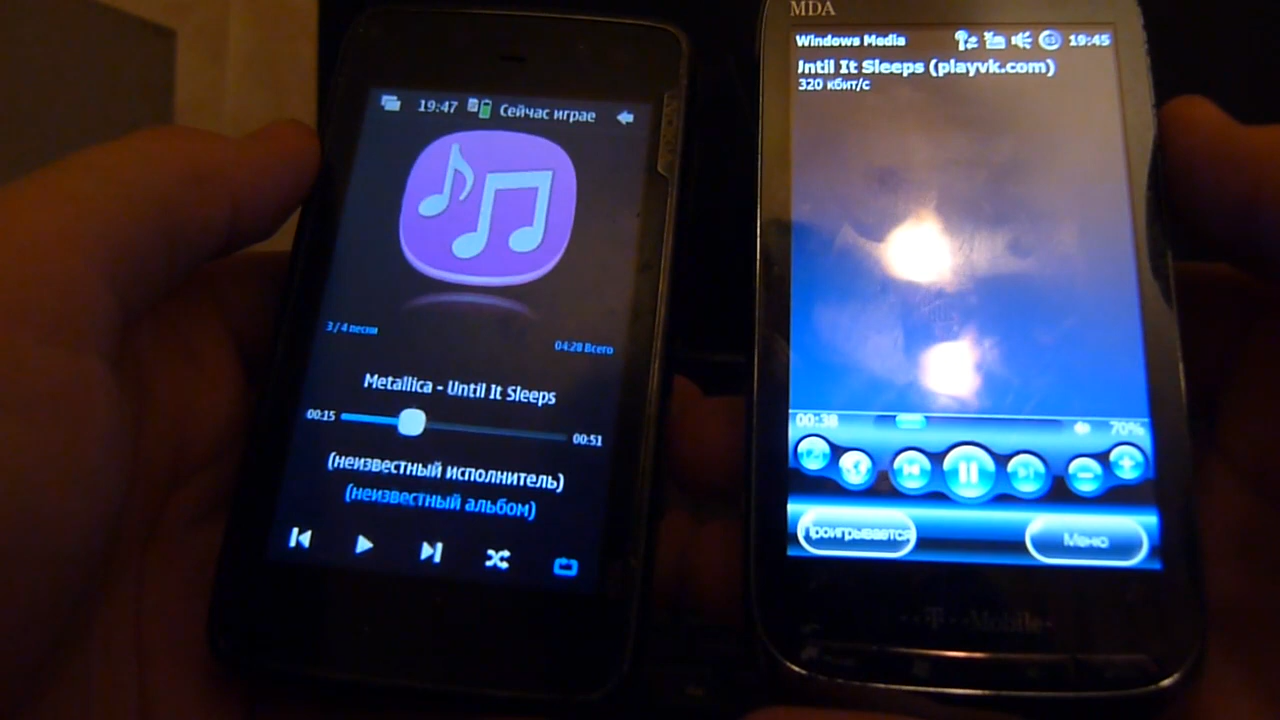 19:47 Сейчас играе
3 / 4 песни
04:28 Всего
Metallica - Until It Sleeps
00:15
00:51
(неизвестный исполнитель)
(неизвестный альбом)
MDA
Windows Media 19:45
Until It Sleeps (playvk.com)
320 кбит/с
00:38
70%
Проигрывается
Меню
T-Mobile